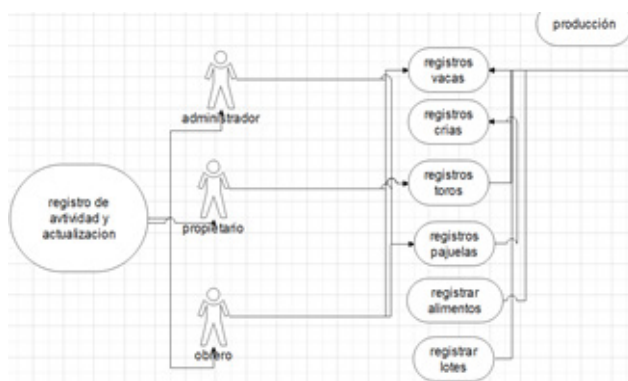 producción
registros
vacas
administrador
registros
crias
registro de
avtividad y
actualizacion
propietario
registros
toros
registros
pajuelas
registrar
alimentos
obrero
registrar
lotes